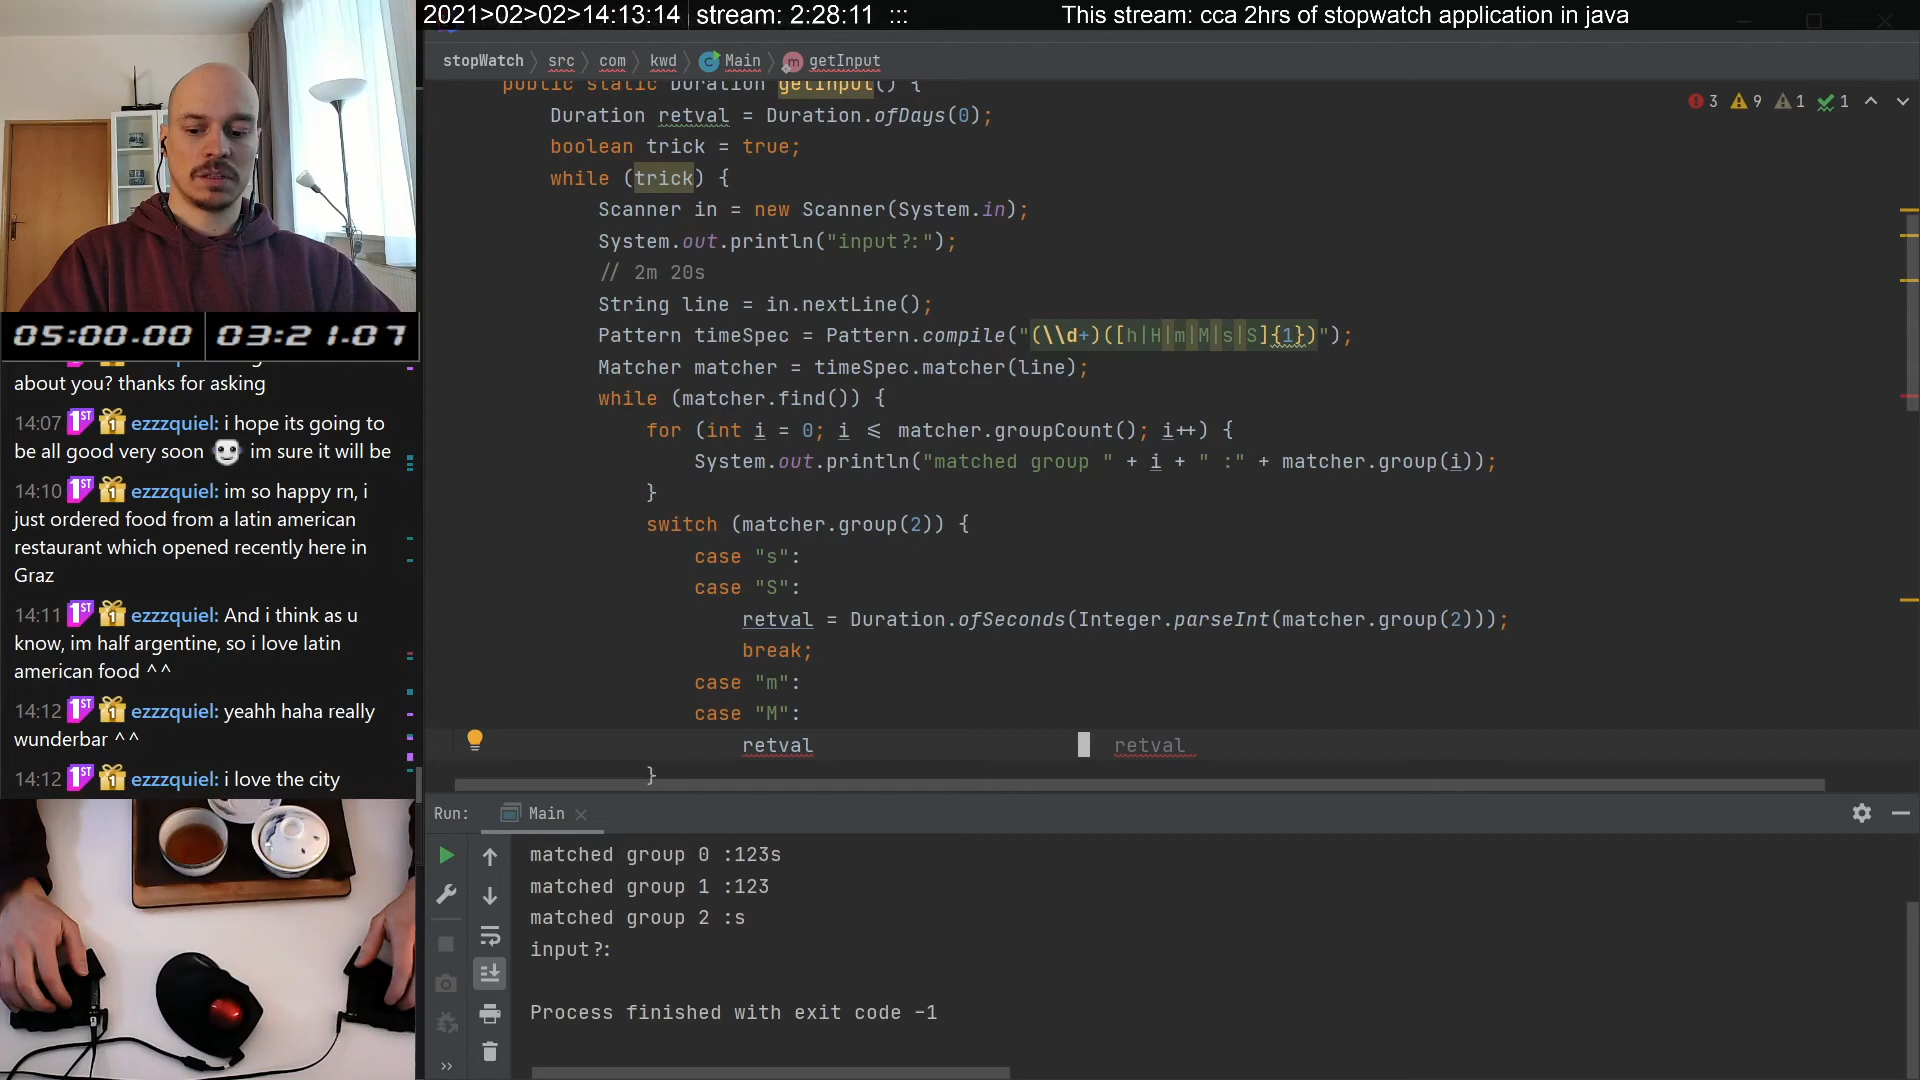 2021>02>02>14:13:14 stream: 2:28:11 ::: This stream: cca 2hrs of stopwatch application in java
stopWatch src com kwd Main getInput
public static Duration getInput() {
3 9 1 1
Duration retval = Duration.ofDays(0);
boolean trick = true;
while (trick) {
Scanner in = new Scanner(System.in);
System.out.println("input?:");
// 2m 20s
String line = in.nextLine();
Pattern timeSpec = Pattern.compile("(\\d+)([h|H|m|M|s|S]{1})");
Matcher matcher = timeSpec.matcher(line);
while (matcher.find()) {
for (int i = 0; i <= matcher.groupCount(); i++) {
System.out.println("matched group " + i + " :" + matcher.group(i));
}
switch (matcher.group(2)) {
case "s":
case "S":
retval = Duration.ofSeconds(Integer.parseInt(matcher.group(2)));
break;
case "m":
case "M":
retval retval
}
05:00.00 03:21.07
about you? thanks for asking
14:07 1ST 1 ezzzquiel: i hope its going to
be all good very soon im sure it will be
14:10 1ST 1 ezzzquiel: im so happy rn, i
just ordered food from a latin american
restaurant which opened recently here in
Graz
14:11 1ST 1 ezzzquiel: And i think as u
know, im half argentine, so i love latin
american food ^^
14:12 1ST 1 ezzzquiel: yeahh haha really
wunderbar ^^
14:12 1ST 1 ezzzquiel: i love the city
Run: Main
matched group 0 :123s
matched group 1 :123
matched group 2 :s
input?:
Process finished with exit code -1